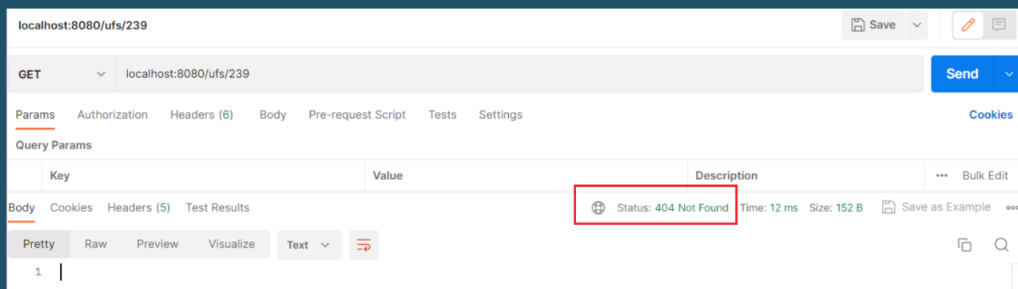 localhost:8080/ufs/239
Save
GET localhost:8080/ufs/239 Send
Params Authorization Headers (6) Body Pre-request Script Tests Settings Cookies
Query Params
Key Value Description ••• Bulk Edit
Body Cookies Headers (5) Test Results Status: 404 Not Found Time: 12 ms Size: 152 B Save as Example
Pretty Raw Preview Visualize Text
1